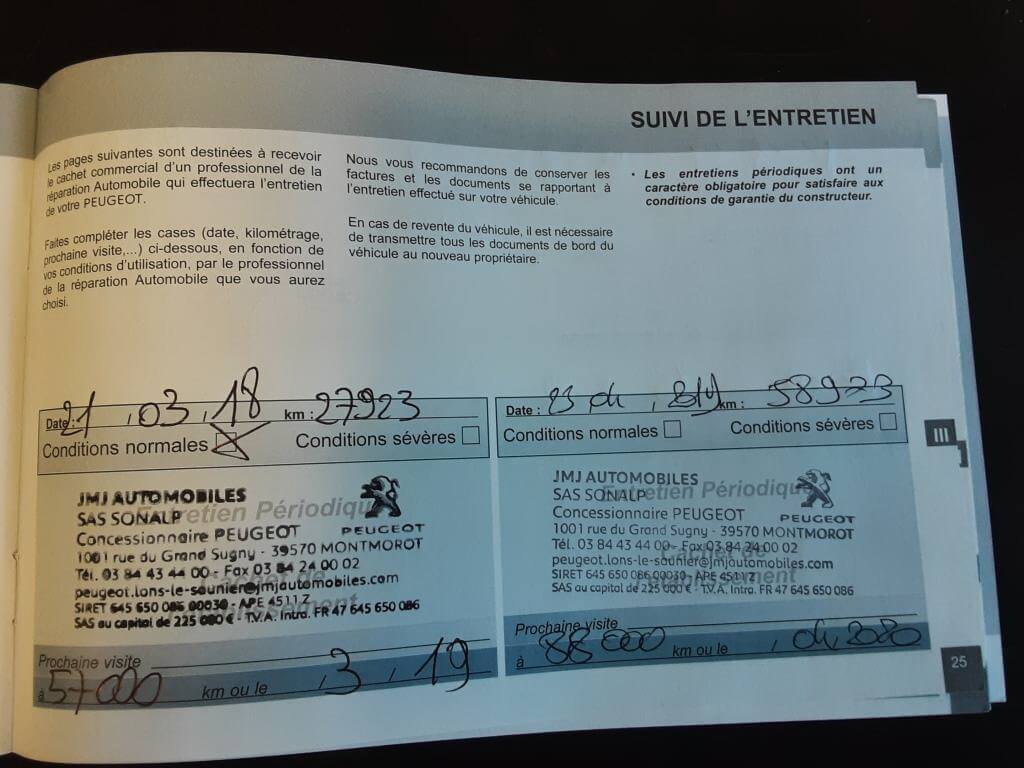 SUIVI DE L'ENTRETIEN
Les pages suivantes sont destinées à recevoir
le cachet commercial d'un professionnel de la
réparation Automobile qui effectuera l'entretien
de votre PEUGEOT.
Faites compléter les cases (date, kilométrage,
prochaine visite,...) ci-dessous, en fonction de
vos conditions d'utilisation, par le professionnel
de la réparation Automobile que vous aurez
choisi.
Nous vous recommandons de conserver les
factures et les documents se rapportant à
l'entretien effectué sur votre véhicule.
En cas de revente du véhicule, il est nécessaire
de transmettre tous les documents de bord du
véhicule au nouveau propriétaire.
• Les entretiens périodiques ont un
caractère obligatoire pour satisfaire aux
conditions de garantie du constructeur.
Date : 21 , 03 , 18 km : 27923
Conditions normales Conditions sévères
Entretien Périodique
JMJ AUTOMOBILES
SAS SONALP
Concessionnaire PEUGEOT
PEUGEOT
1001 rue du Grand Sugny - 39570 MONTMOROT
Tél. 03 84 43 44 00 - Fax 03 84 24 00 02
peugeot.lons-le-saunier@jmjautomobiles.com
SIRET 645 650 086 00030 - APE 4511 Z
SAS au capital de 225 000 € - T.V.A. Intra. FR 47 645 650 086
Prochaine visite
à 57000 km ou le , 3 , 19
Date : 23 04 , km : 58923
Conditions normales Conditions sévères
Entretien Périodique
JMJ AUTOMOBILES
SAS SONALP
Concessionnaire PEUGEOT
PEUGEOT
1001 rue du Grand Sugny - 39570 MONTMOROT
Tél. 03 84 43 44 00 - Fax 03 84 24 00 02
peugeot.lons-le-saunier@jmjautomobiles.com
SIRET 645 650 086 00030 - APE 4511 Z
SAS au capital de 225 000 € - T.V.A. Intra. FR 47 645 650 086
Prochaine visite
à 88000 km ou le , 04, 2020
III
25